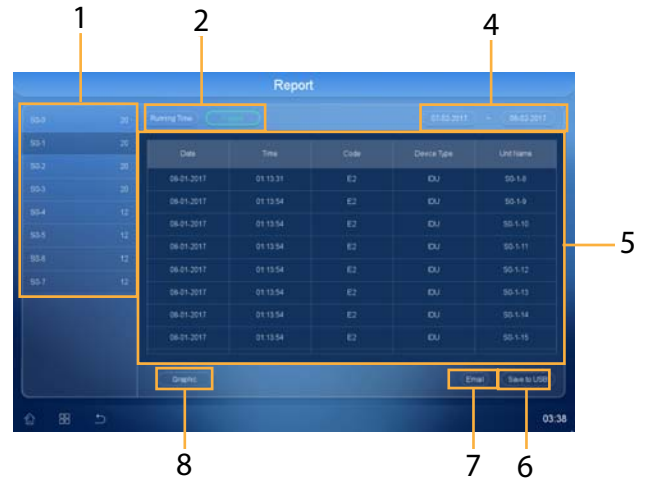 1 2 4
Report
S0-0 20
S0-1 20
S0-2 20
S0-3 20
S0-4 12
S0-5 12
S0-6 12
S0-7 12
Running Time 07-02-2017 - 08-02-2017
Date Time Code Device Type Unit Name
08-01-2017 01:13:31 E2 IDU S0-1-8
08-01-2017 01:13:54 E2 IDU S0-1-9
08-01-2017 01:13:54 E2 IDU S0-1-10
08-01-2017 01:13:54 E2 IDU S0-1-11
08-01-2017 01:13:54 E2 IDU S0-1-12
08-01-2017 01:13:54 E2 IDU S0-1-13
08-01-2017 01:13:54 E2 IDU S0-1-14
08-01-2017 01:13:54 E2 IDU S0-1-15
5
Graphic Email Save to USB
03:38
8 7 6